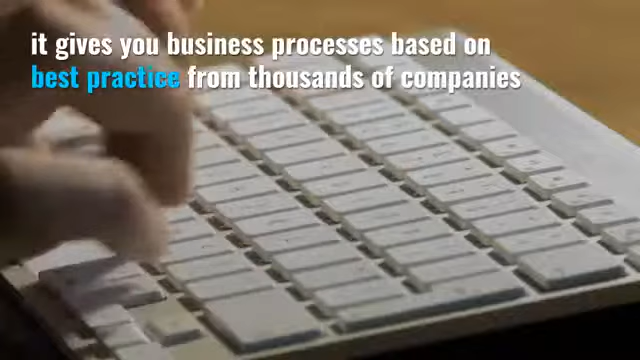 it gives you business processes based on
best practice from thousands of companies